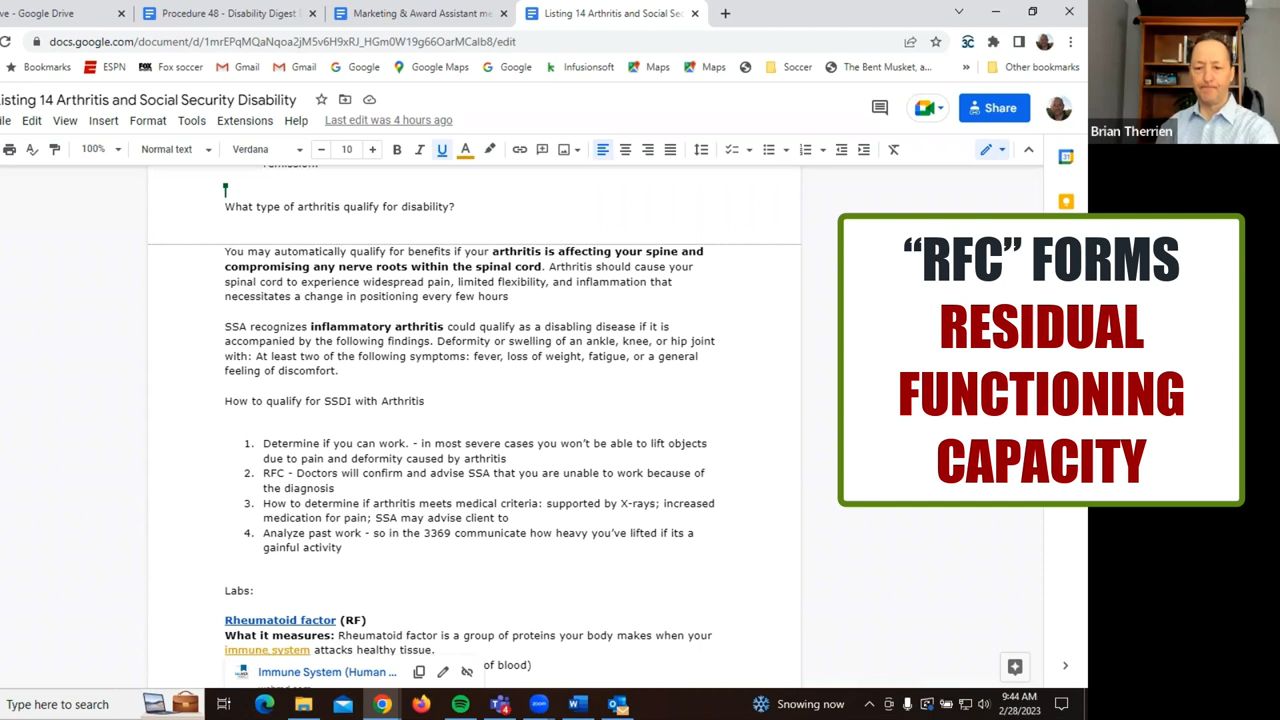 ve - Google Drive
Procedure 48 - Disability Digest
Marketing & Award Assistant me
Listing 14 Arthritis and Social Sec
docs.google.com/document/d/1mrEPqMQaNqoa2jM5v6H9xRJ_HGm0W19g66OarMCaIb8/edit
Bookmarks
ESPN
Fox soccer
Gmail
Gmail
Google
Google Maps
Google
Infusionsoft
Maps
Maps
Soccer
The Bent Musket, a...
Other bookmarks
Brian Therrien
isting 14 Arthritis and Social Security Disability
Share
ile Edit View Insert Format Tools Extensions Help Last edit was 4 hours ago
100% Normal text Verdana 10 B I U A
What type of arthritis qualify for disability?
You may automatically qualify for benefits if your arthritis is affecting your spine and
compromising any nerve roots within the spinal cord. Arthritis should cause your
spinal cord to experience widespread pain, limited flexibility, and inflammation that
necessitates a change in positioning every few hours
SSA recognizes inflammatory arthritis could qualify as a disabling disease if it is
accompanied by the following findings. Deformity or swelling of an ankle, knee, or hip joint
with: At least two of the following symptoms: fever, loss of weight, fatigue, or a general
feeling of discomfort.
How to qualify for SSDI with Arthritis
1. Determine if you can work. - in most severe cases you won't be able to lift objects
due to pain and deformity caused by arthritis
2. RFC - Doctors will confirm and advise SSA that you are unable to work because of
the diagnosis
3. How to determine if arthritis meets medical criteria: supported by X-rays; increased
medication for pain; SSA may advise client to
4. Analyze past work - so in the 3369 communicate how heavy you've lifted if its a
gainful activity
Labs:
Rheumatoid factor (RF)
What it measures: Rheumatoid factor is a group of proteins your body makes when your
immune system attacks healthy tissue.
of blood)
Immune System (Human ...
“RFC” FORMS
RESIDUAL
FUNCTIONING
CAPACITY
Type here to search
Snowing now
9:44 AM
2/28/2023